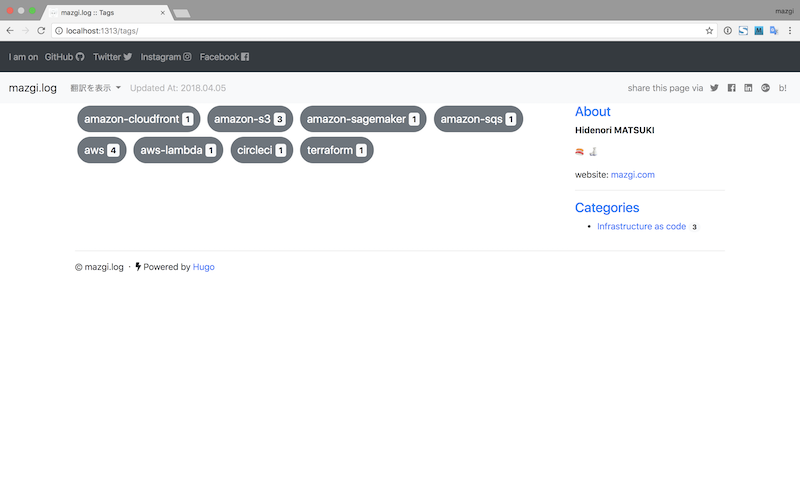 mazgi.log :: Tags
mazgi
localhost:1313/tags/
I am on GitHub Twitter Instagram Facebook
mazgi.log 翻訳を表示 Updated At: 2018.04.05 share this page via b!
amazon-cloudfront 1 amazon-s3 3 amazon-sagemaker 1 amazon-sqs 1
aws 4 aws-lambda 1 circleci 1 terraform 1
About
Hidenori MATSUKI
website: mazgi.com
Categories
Infrastructure as code 3
© mazgi.log · Powered by Hugo